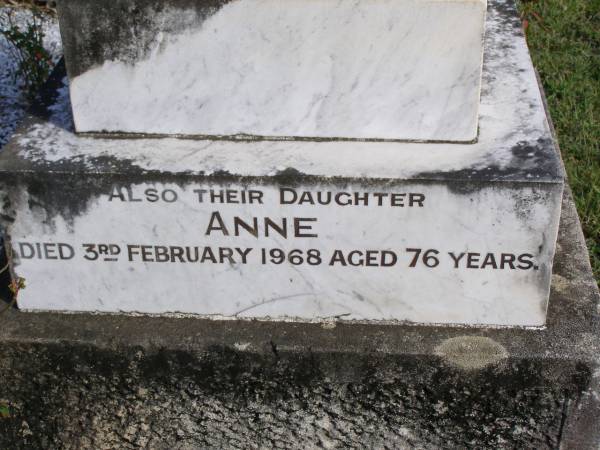 ALSO THEIR DAUGHTER
ANNE
DIED 3RD FEBRUARY 1968 AGED 76 YEARS.